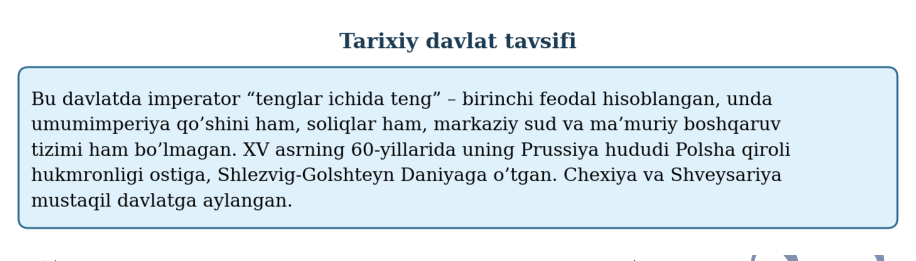 Tarixiy davlat tavsifi
Bu davlatda imperator “tenglar ichida teng” – birinchi feodal hisoblangan, unda
umumimperiya qo’shini ham, soliqlar ham, markaziy sud va ma’muriy boshqaruv
tizimi ham bo’lmagan. XV asrning 60-yillarida uning Prussiya hududi Polsha qiroli
hukmronligi ostiga, Shlezvig-Golshteyn Daniyaga o’tgan. Chexiya va Shveysariya
mustaqil davlatga aylangan.